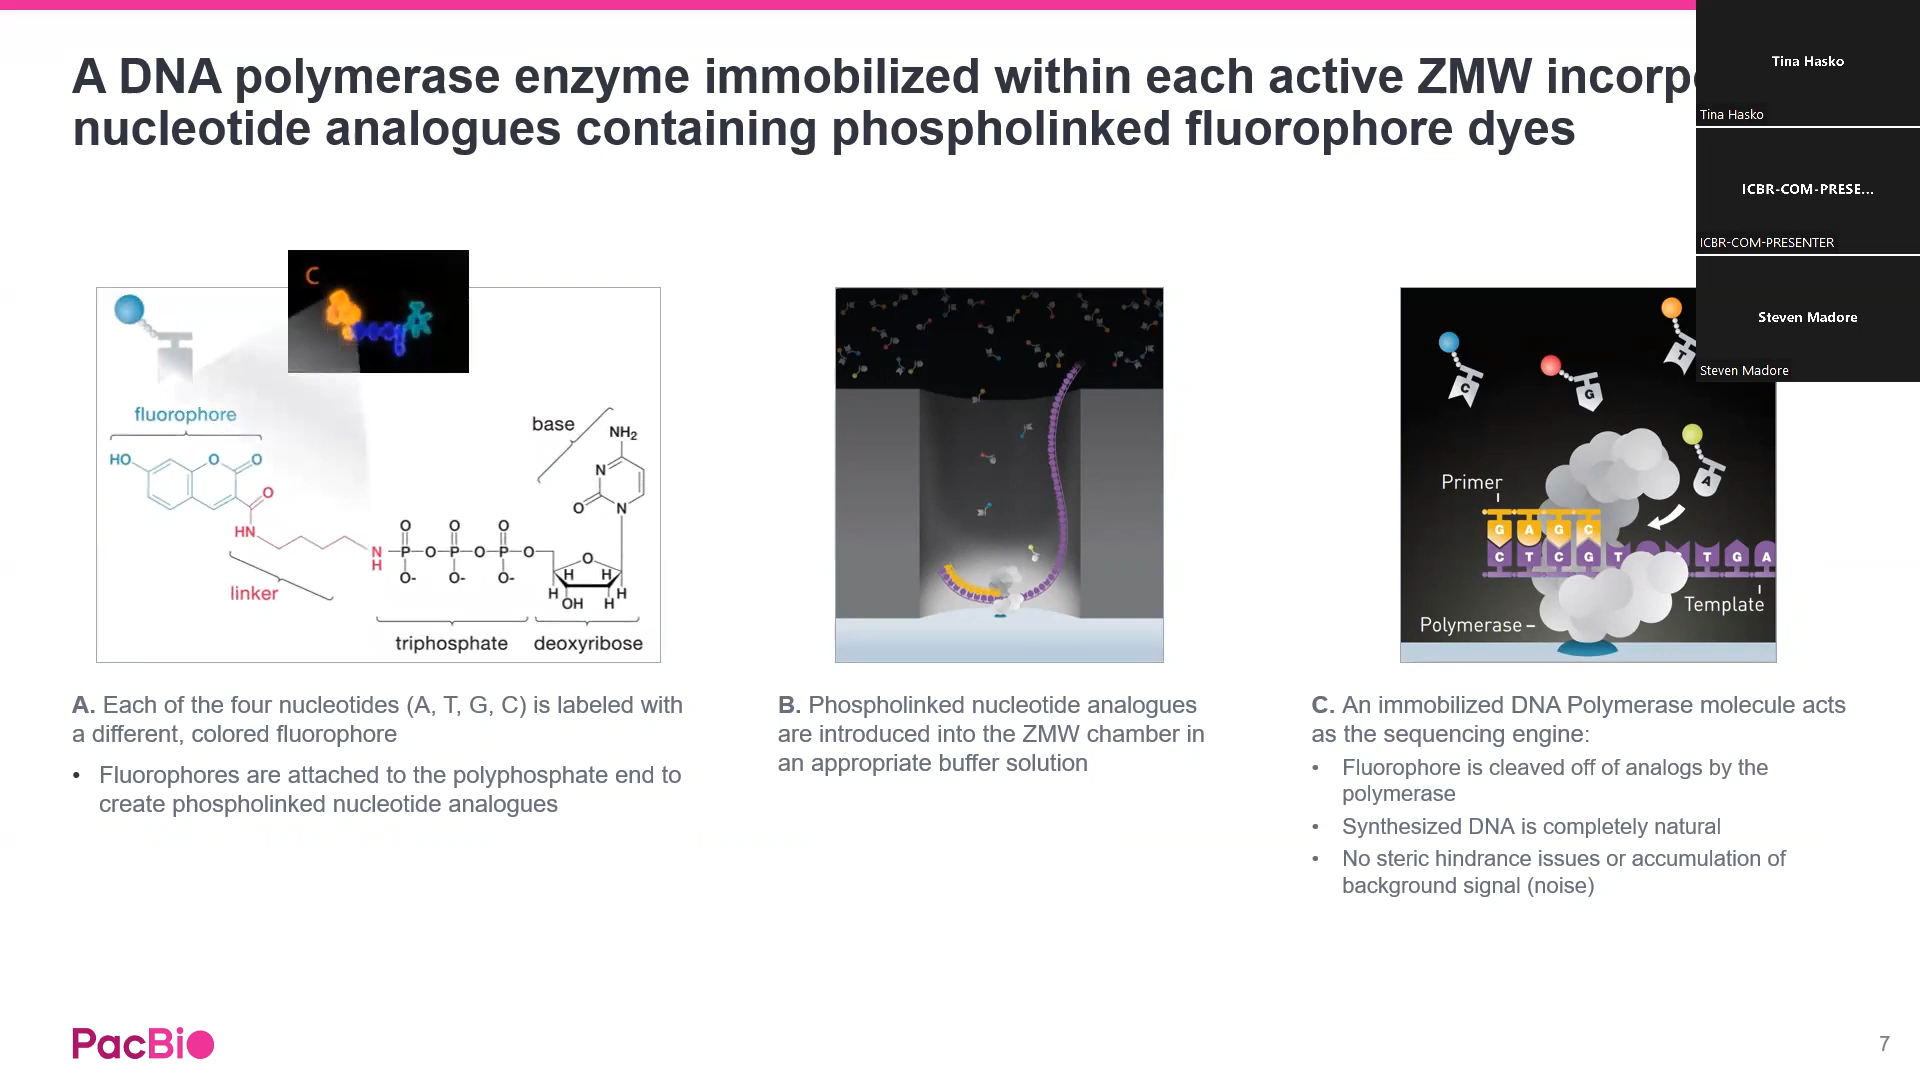 A DNA polymerase enzyme immobilized within each active ZMW
nucleotide analogues containing phospholinked fluorophore dyes
Tina Hasko
Tina Hasko
ICBR-COM-PRESE...
ICBR-COM-PRESENTER
Steven Madore
Steven Madore
C
fluorophore
HO
O
O
O
HN
linker
N
H
O
O
O
P
O
P
O
P
O
O-
O-
O-
triphosphate
base
NH2
N
O
N
O
H
H
H
H
OH
H
deoxyribose
C
G
T
A
Primer
G A G C
C T C G T T G A
Template
Polymerase –
A. Each of the four nucleotides (A, T, G, C) is labeled with
a different, colored fluorophore
• Fluorophores are attached to the polyphosphate end to
create phospholinked nucleotide analogues
B. Phospholinked nucleotide analogues
are introduced into the ZMW chamber in
an appropriate buffer solution
C. An immobilized DNA Polymerase molecule acts
as the sequencing engine:
• Fluorophore is cleaved off of analogs by the
polymerase
• Synthesized DNA is completely natural
• No steric hindrance issues or accumulation of
background signal (noise)
PacBio
7